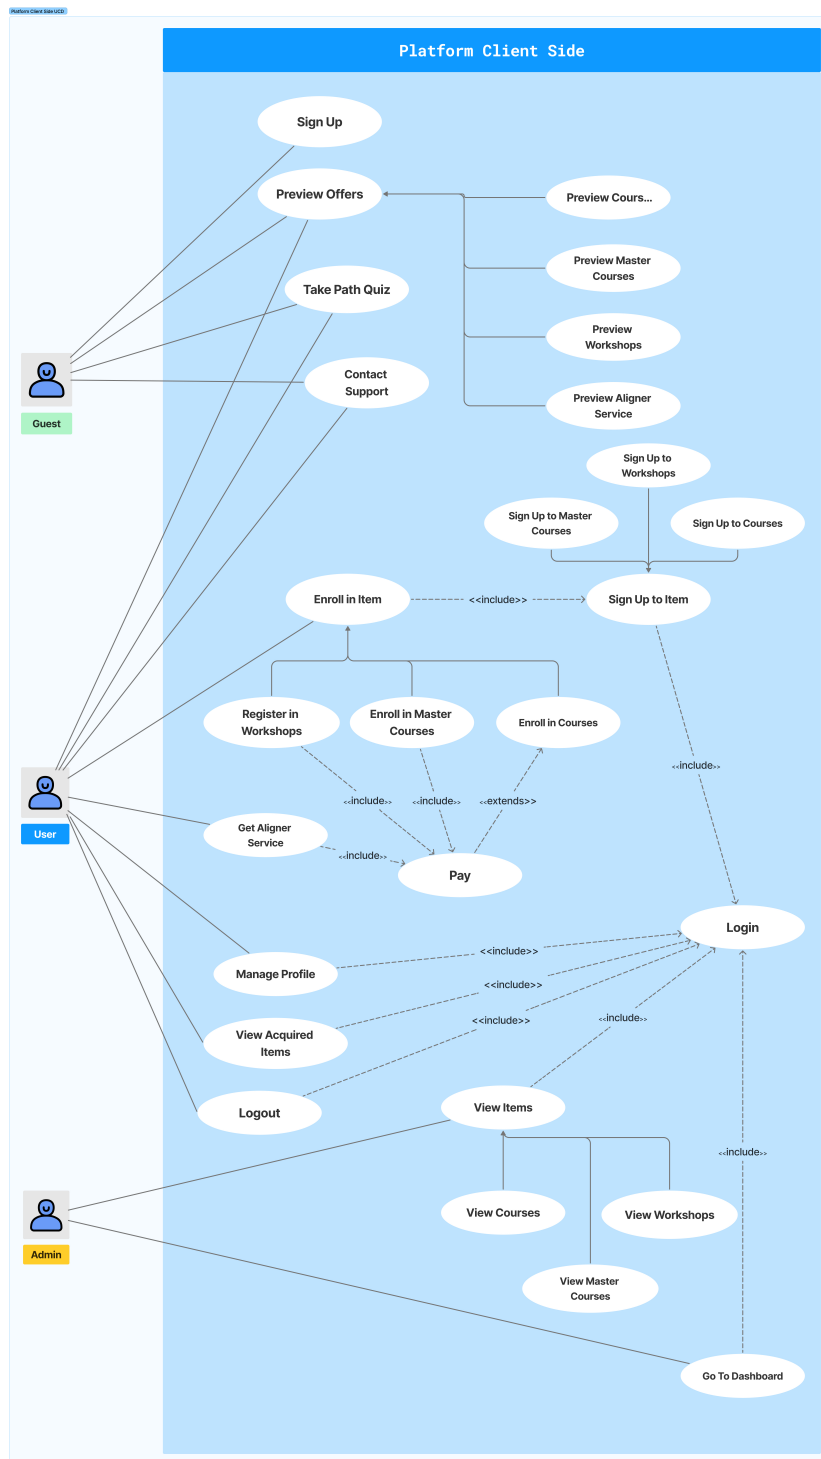 Platform Client Side UCD
Platform Client Side
Sign Up
Preview Offers
Preview Cours...
Preview Master
Courses
Take Path Quiz
Preview
Workshops
Contact
Support
Preview Aligner
Service
Guest
Sign Up to
Workshops
Sign Up to Master
Courses
Sign Up to Courses
Enroll in Item
<<include>>
Sign Up to Item
Register in
Workshops
Enroll in Master
Courses
Enroll in Courses
<<include>>
<<include>>
<<include>>
<<extends>>
User
Get Aligner
Service
<<include>>
Pay
Login
<<include>>
Manage Profile
<<include>>
<<include>>
<<include>>
View Acquired
Items
View Items
Logout
<<include>>
View Courses
View Workshops
Admin
View Master
Courses
Go To Dashboard